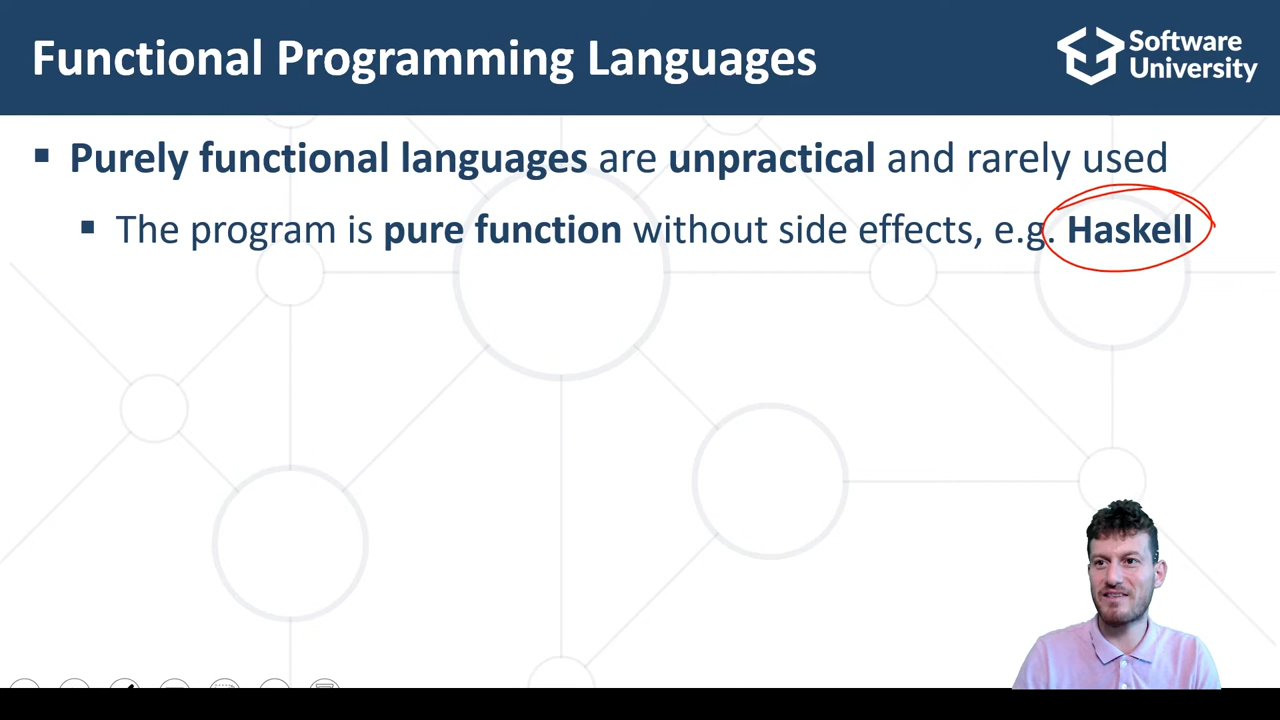 Functional Programming Languages
Software
University
▪ Purely functional languages are unpractical and rarely used
▪ The program is pure function without side effects, e.g. Haskell